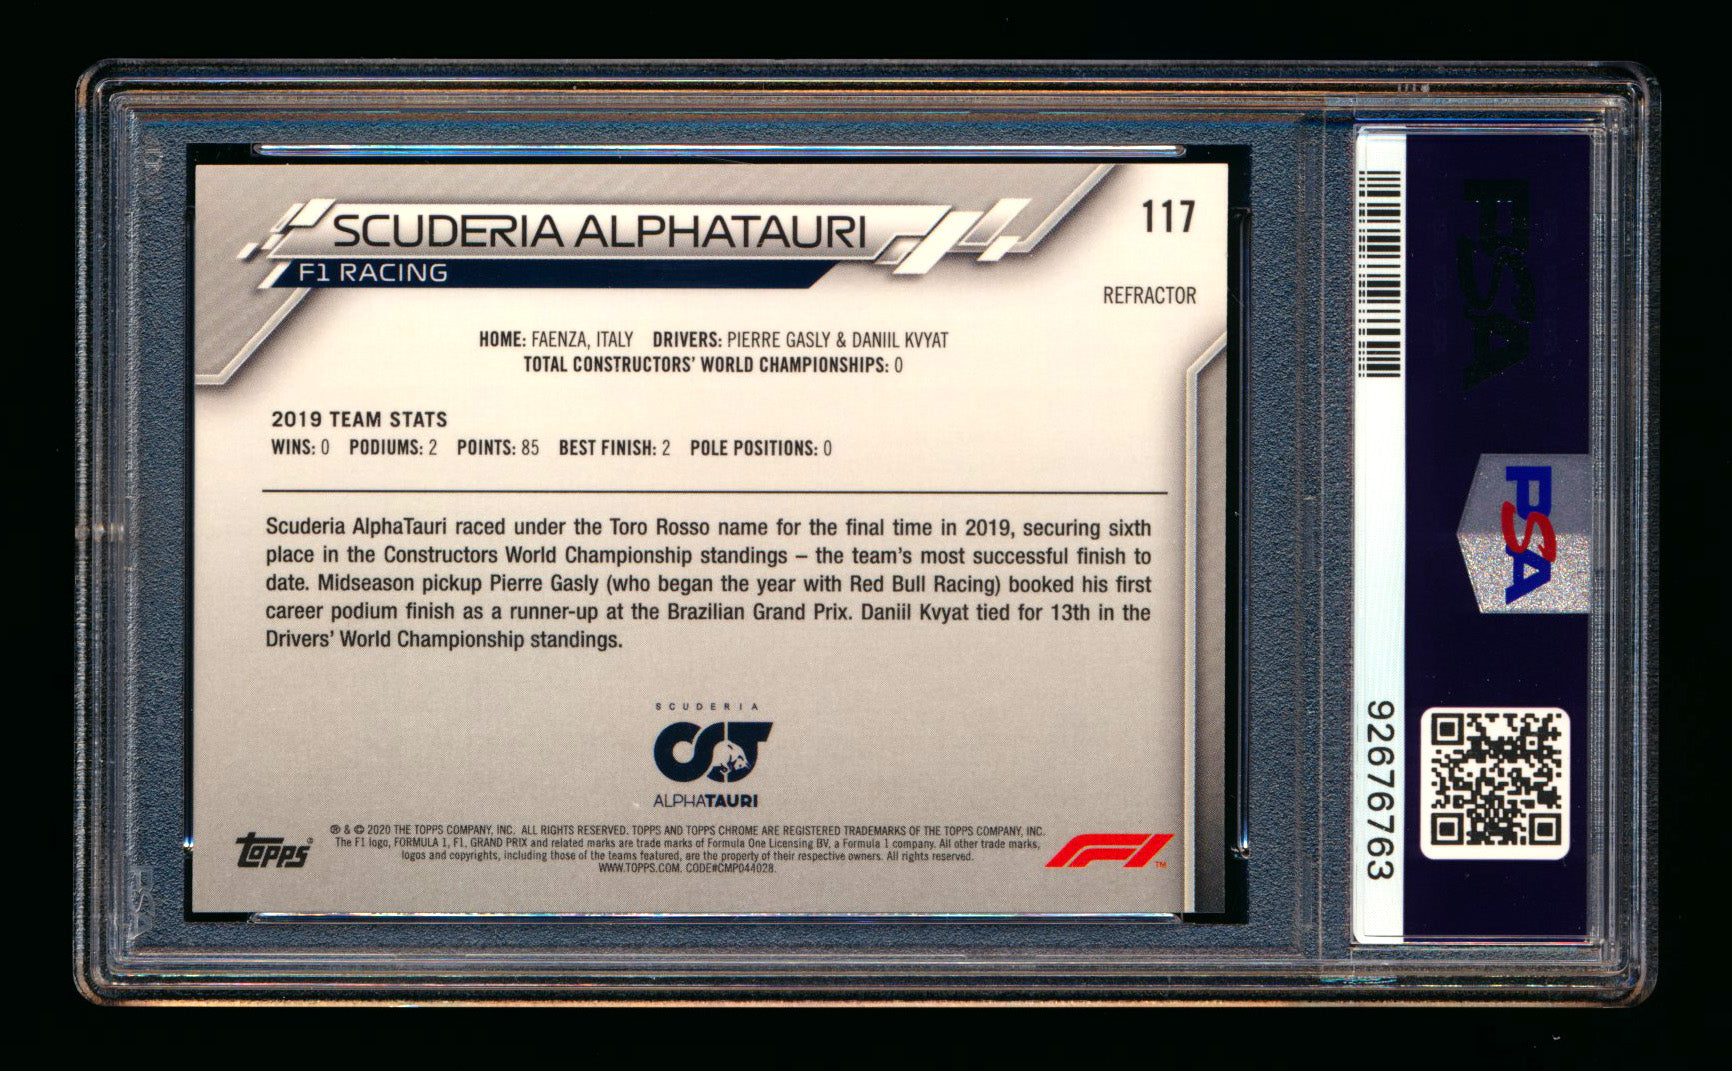 SCUDERIA ALPHATAURI
F1 RACING
117
REFRACTOR
HOME: FAENZA, ITALY DRIVERS: PIERRE GASLY & DANIIL KVYAT
TOTAL CONSTRUCTORS' WORLD CHAMPIONSHIPS: 0
2019 TEAM STATS
WINS: 0 PODIUMS: 2 POINTS: 85 BEST FINISH: 2 POLE POSITIONS: 0
Scuderia AlphaTauri raced under the Toro Rosso name for the final time in 2019, securing sixth
place in the Constructors World Championship standings – the team's most successful finish to
date. Midseason pickup Pierre Gasly (who began the year with Red Bull Racing) booked his first
career podium finish as a runner-up at the Brazilian Grand Prix. Daniil Kvyat tied for 13th in the
Drivers' World Championship standings.
SCUDERIA
ALPHATAURI
Topps®
® & © 2020 THE TOPPS COMPANY, INC. ALL RIGHTS RESERVED. TOPPS AND TOPPS CHROME ARE REGISTERED TRADEMARKS OF THE TOPPS COMPANY, INC.
The F1 logo, FORMULA 1, F1, GRAND PRIX and related marks are trade marks of Formula One Licensing BV, a Formula 1 company. All other trade marks,
logos and copyrights, including those of the teams featured, are the property of their respective owners. All rights reserved.
WWW.TOPPS.COM. CODE#CMP044028.
F1™
PSA
PSA
92676763